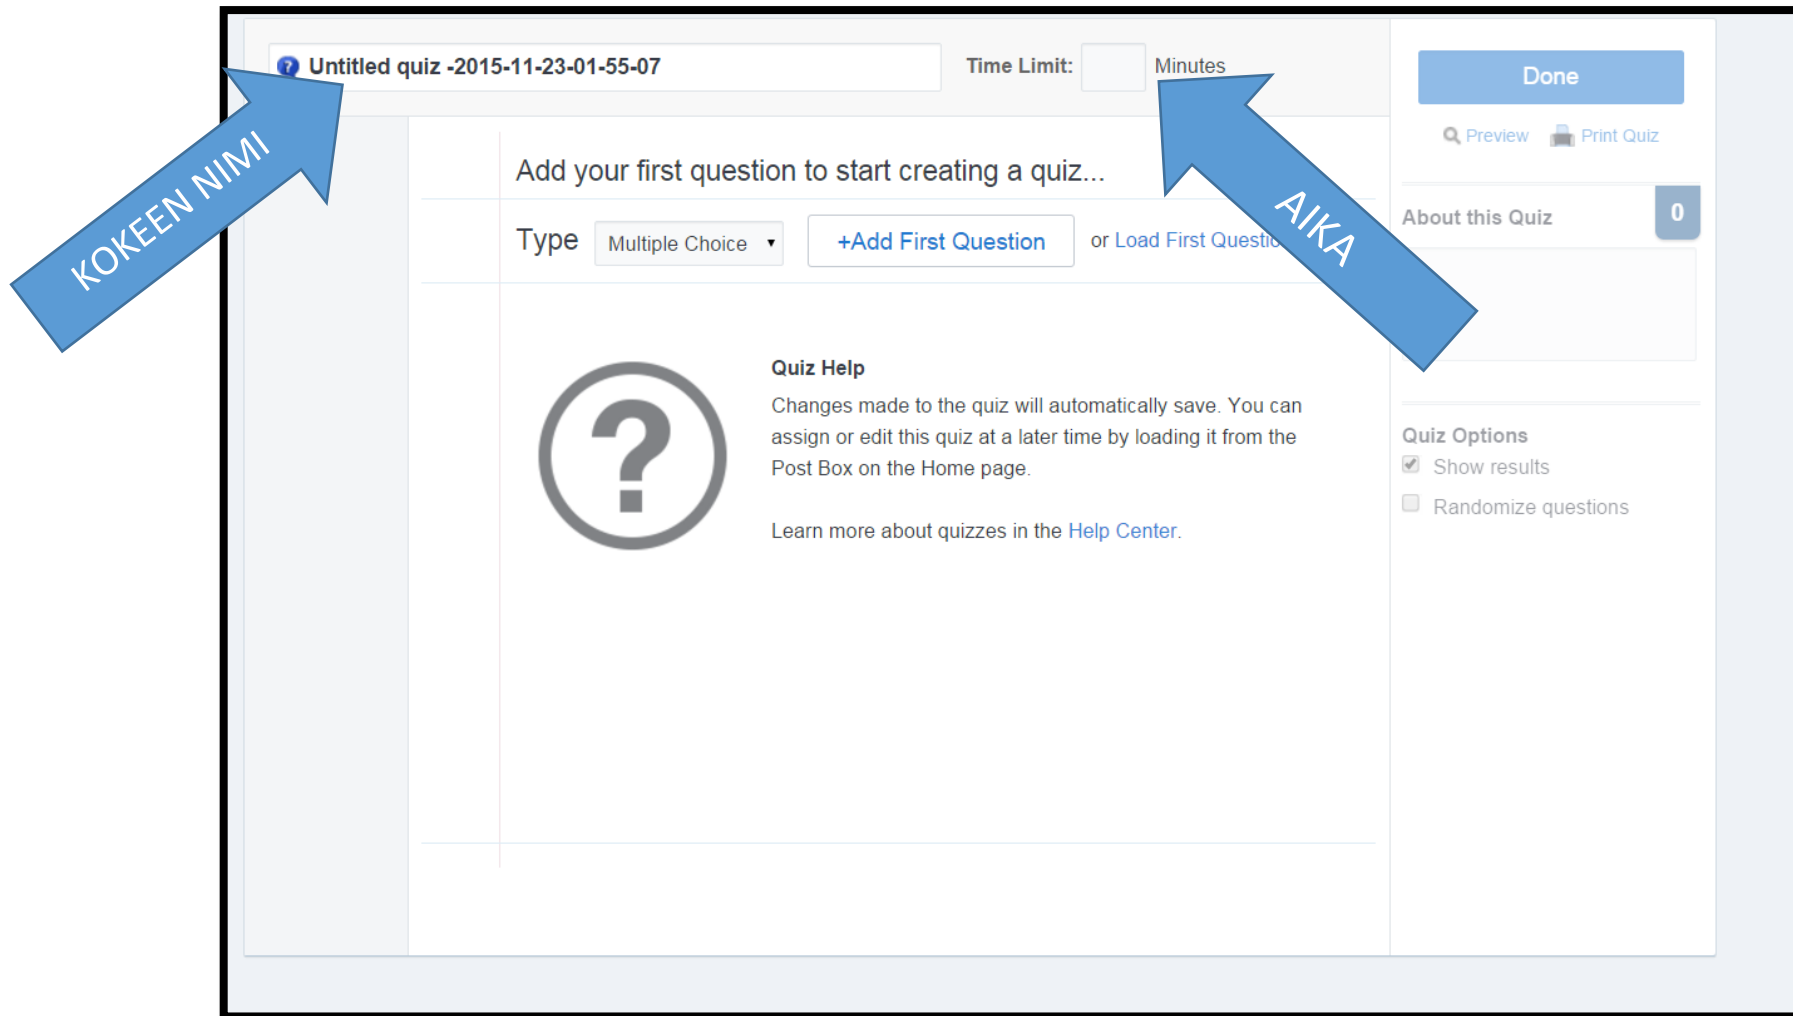 Untitled quiz -2015-11-23-01-55-07
Time Limit:
Minutes
KOKEEN NIMI
AIKA
Done
Preview
Print Quiz
Add your first question to start creating a quiz...
Type
Multiple Choice
+Add First Question
or Load First
About this Quiz
0
Quiz Help
Changes made to the quiz will automatically save. You can
assign or edit this quiz at a later time by loading it from the
Post Box on the Home page.
Learn more about quizzes in the Help Center.
Quiz Options
Show results
Randomize questions